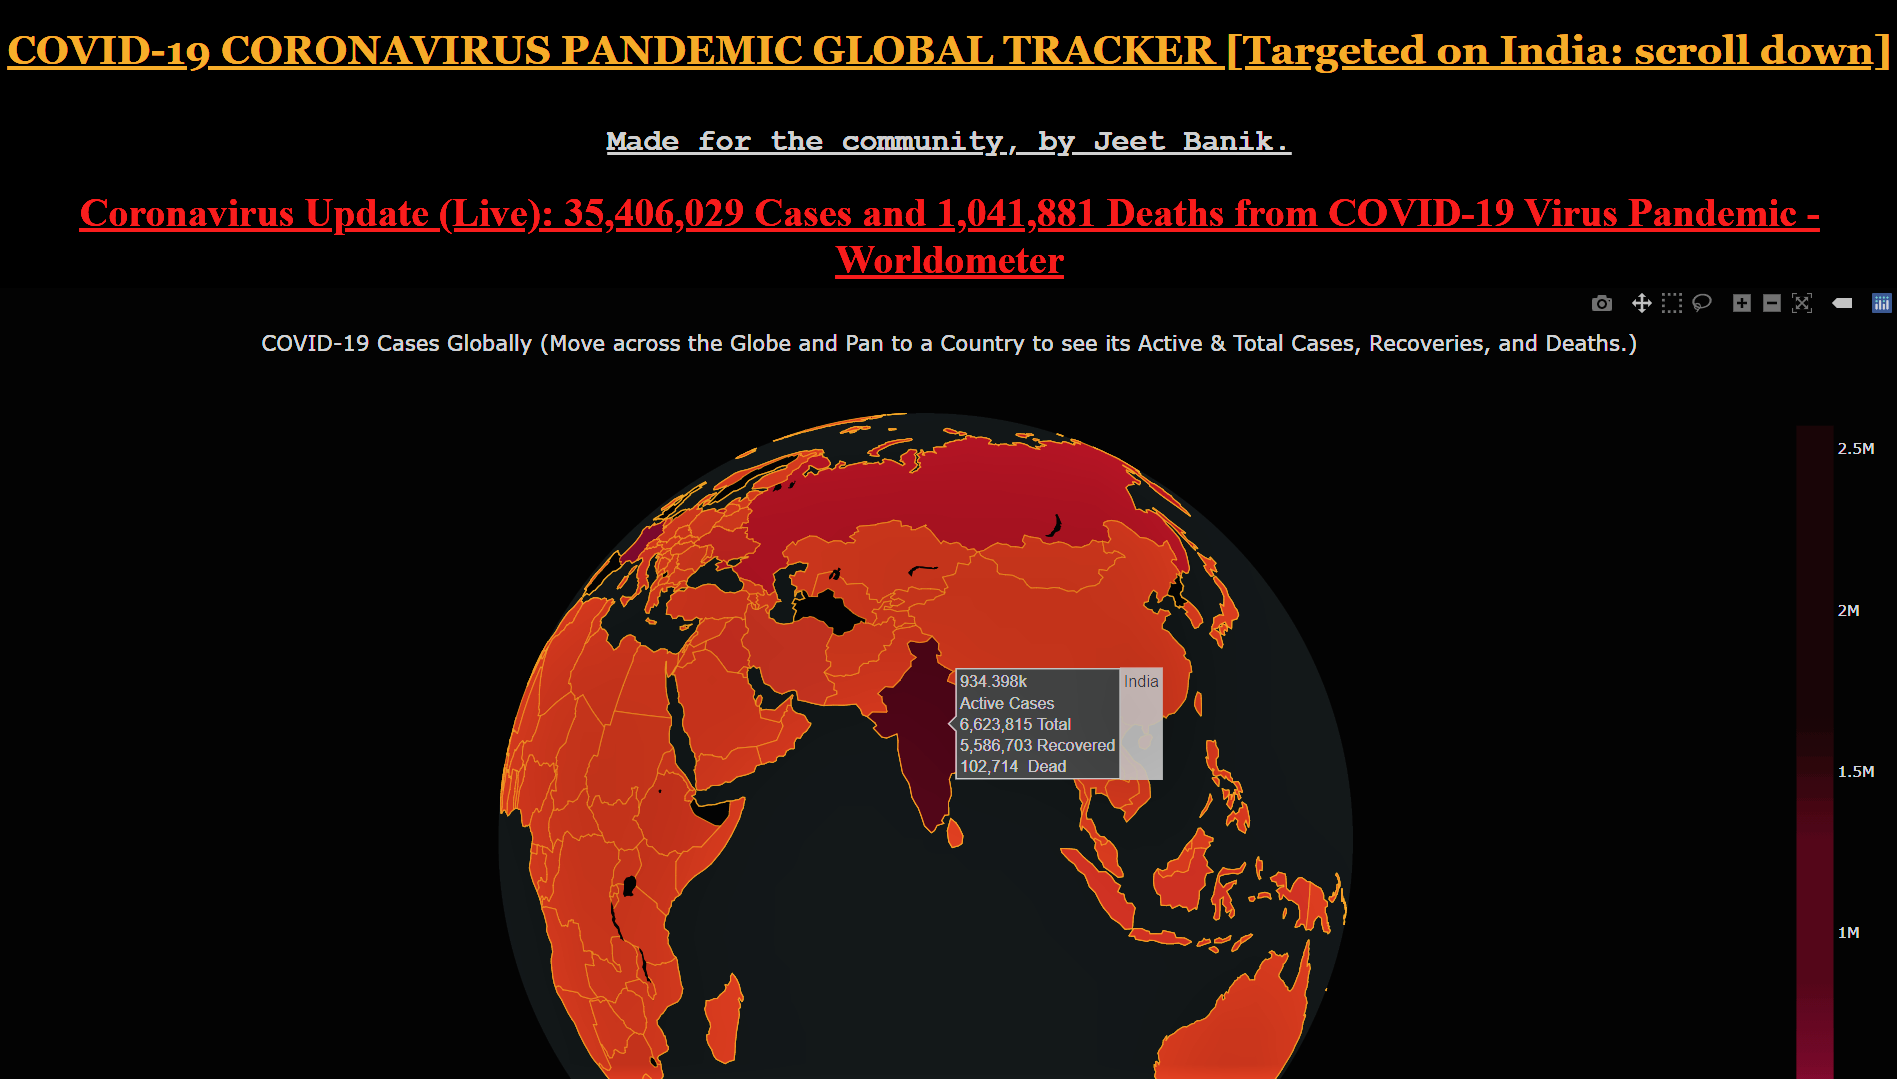 COVID-19 CORONAVIRUS PANDEMIC GLOBAL TRACKER [Targeted on India: scroll down]
Made for the community, by Jeet Banik.
Coronavirus Update (Live): 35,406,029 Cases and 1,041,881 Deaths from COVID-19 Virus Pandemic -
Worldometer
COVID-19 Cases Globally (Move across the Globe and Pan to a Country to see its Active & Total Cases, Recoveries, and Deaths.)
2.5M
2M
934.398k
India
Active Cases
6,623,815 Total
5,586,703 Recovered
102,714  Dead
1.5M
1M